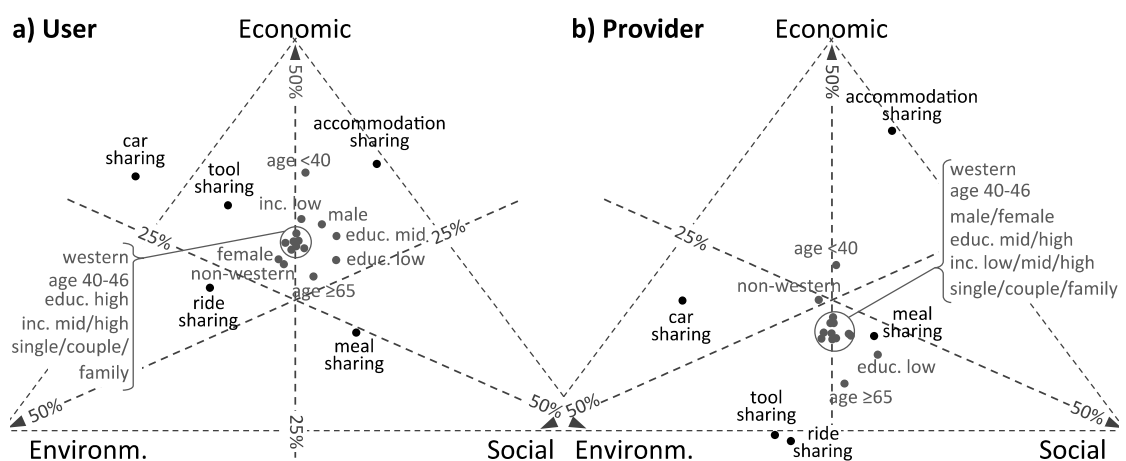 a) User
Economic
50%
car
sharing
accommodation
sharing
age <40
tool
sharing
inc. low
male
25%
25%
educ. mid
female
educ. low
non-western
western
age 40-46
educ. high
inc. mid/high
single/couple/
family
age ≥65
ride
sharing
meal
sharing
50%
50%
25%
Environm.
Social
b) Provider
Economic
50%
accommodation
sharing
western
age 40-46
male/female
educ. mid/high
inc. low/mid/high
single/couple/family
25%
age <40
non-western
car
sharing
meal
sharing
educ. low
age ≥65
tool
sharing
ride
sharing
50%
50%
Environm.
Social